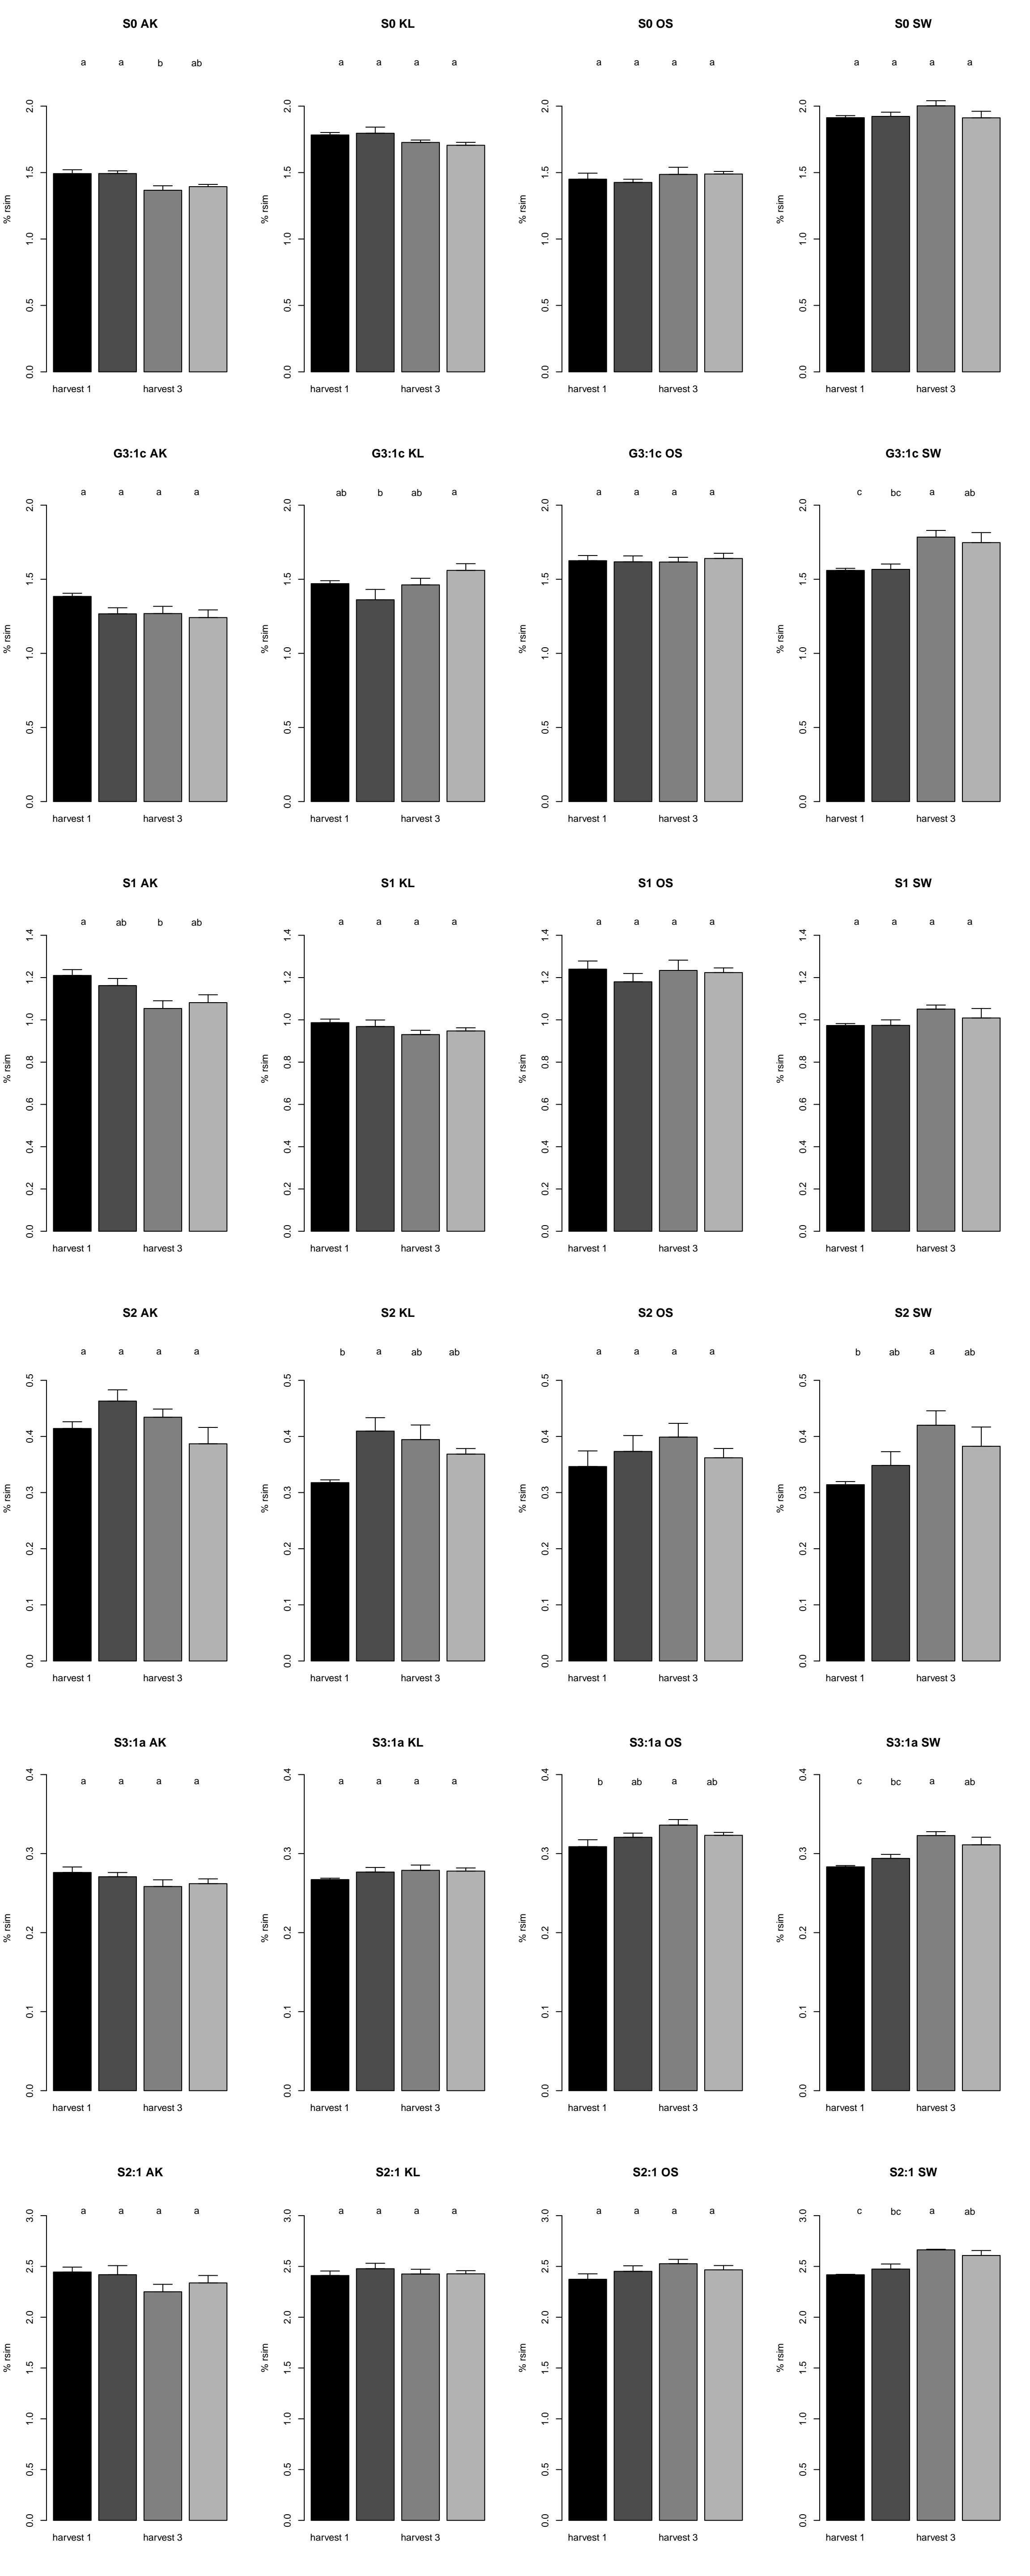 S0 AK
S0 KL
S0 OS
S0 SW
a a b ab
a a a a
a a a a
a a a a
% rsim
0.0 0.5 1.0 1.5 2.0
% rsim
0.0 0.5 1.0 1.5 2.0
% rsim
0.0 0.5 1.0 1.5 2.0
% rsim
0.0 0.5 1.0 1.5 2.0
harvest 1 harvest 3
harvest 1 harvest 3
harvest 1 harvest 3
harvest 1 harvest 3
G3:1c AK
G3:1c KL
G3:1c OS
G3:1c SW
a a a a
ab b ab a
a a a a
c bc a ab
% rsim
0.0 0.5 1.0 1.5 2.0
% rsim
0.0 0.5 1.0 1.5 2.0
% rsim
0.0 0.5 1.0 1.5 2.0
% rsim
0.0 0.5 1.0 1.5 2.0
harvest 1 harvest 3
harvest 1 harvest 3
harvest 1 harvest 3
harvest 1 harvest 3
S1 AK
S1 KL
S1 OS
S1 SW
a ab b ab
a a a a
a a a a
a a a a
% rsim
0.0 0.2 0.4 0.6 0.8 1.0 1.2 1.4
% rsim
0.0 0.2 0.4 0.6 0.8 1.0 1.2 1.4
% rsim
0.0 0.2 0.4 0.6 0.8 1.0 1.2 1.4
% rsim
0.0 0.2 0.4 0.6 0.8 1.0 1.2 1.4
harvest 1 harvest 3
harvest 1 harvest 3
harvest 1 harvest 3
harvest 1 harvest 3
S2 AK
S2 KL
S2 OS
S2 SW
a a a a
b a ab ab
a a a a
b ab a ab
% rsim
0.0 0.1 0.2 0.3 0.4 0.5
% rsim
0.0 0.1 0.2 0.3 0.4 0.5
% rsim
0.0 0.1 0.2 0.3 0.4 0.5
% rsim
0.0 0.1 0.2 0.3 0.4 0.5
harvest 1 harvest 3
harvest 1 harvest 3
harvest 1 harvest 3
harvest 1 harvest 3
S3:1a AK
S3:1a KL
S3:1a OS
S3:1a SW
a a a a
a a a a
b ab a ab
c bc a ab
% rsim
0.0 0.1 0.2 0.3 0.4
% rsim
0.0 0.1 0.2 0.3 0.4
% rsim
0.0 0.1 0.2 0.3 0.4
% rsim
0.0 0.1 0.2 0.3 0.4
harvest 1 harvest 3
harvest 1 harvest 3
harvest 1 harvest 3
harvest 1 harvest 3
S2:1 AK
S2:1 KL
S2:1 OS
S2:1 SW
a a a a
a a a a
a a a a
c bc a ab
% rsim
0.0 0.5 1.0 1.5 2.0 2.5 3.0
% rsim
0.0 0.5 1.0 1.5 2.0 2.5 3.0
% rsim
0.0 0.5 1.0 1.5 2.0 2.5 3.0
% rsim
0.0 0.5 1.0 1.5 2.0 2.5 3.0
harvest 1 harvest 3
harvest 1 harvest 3
harvest 1 harvest 3
harvest 1 harvest 3